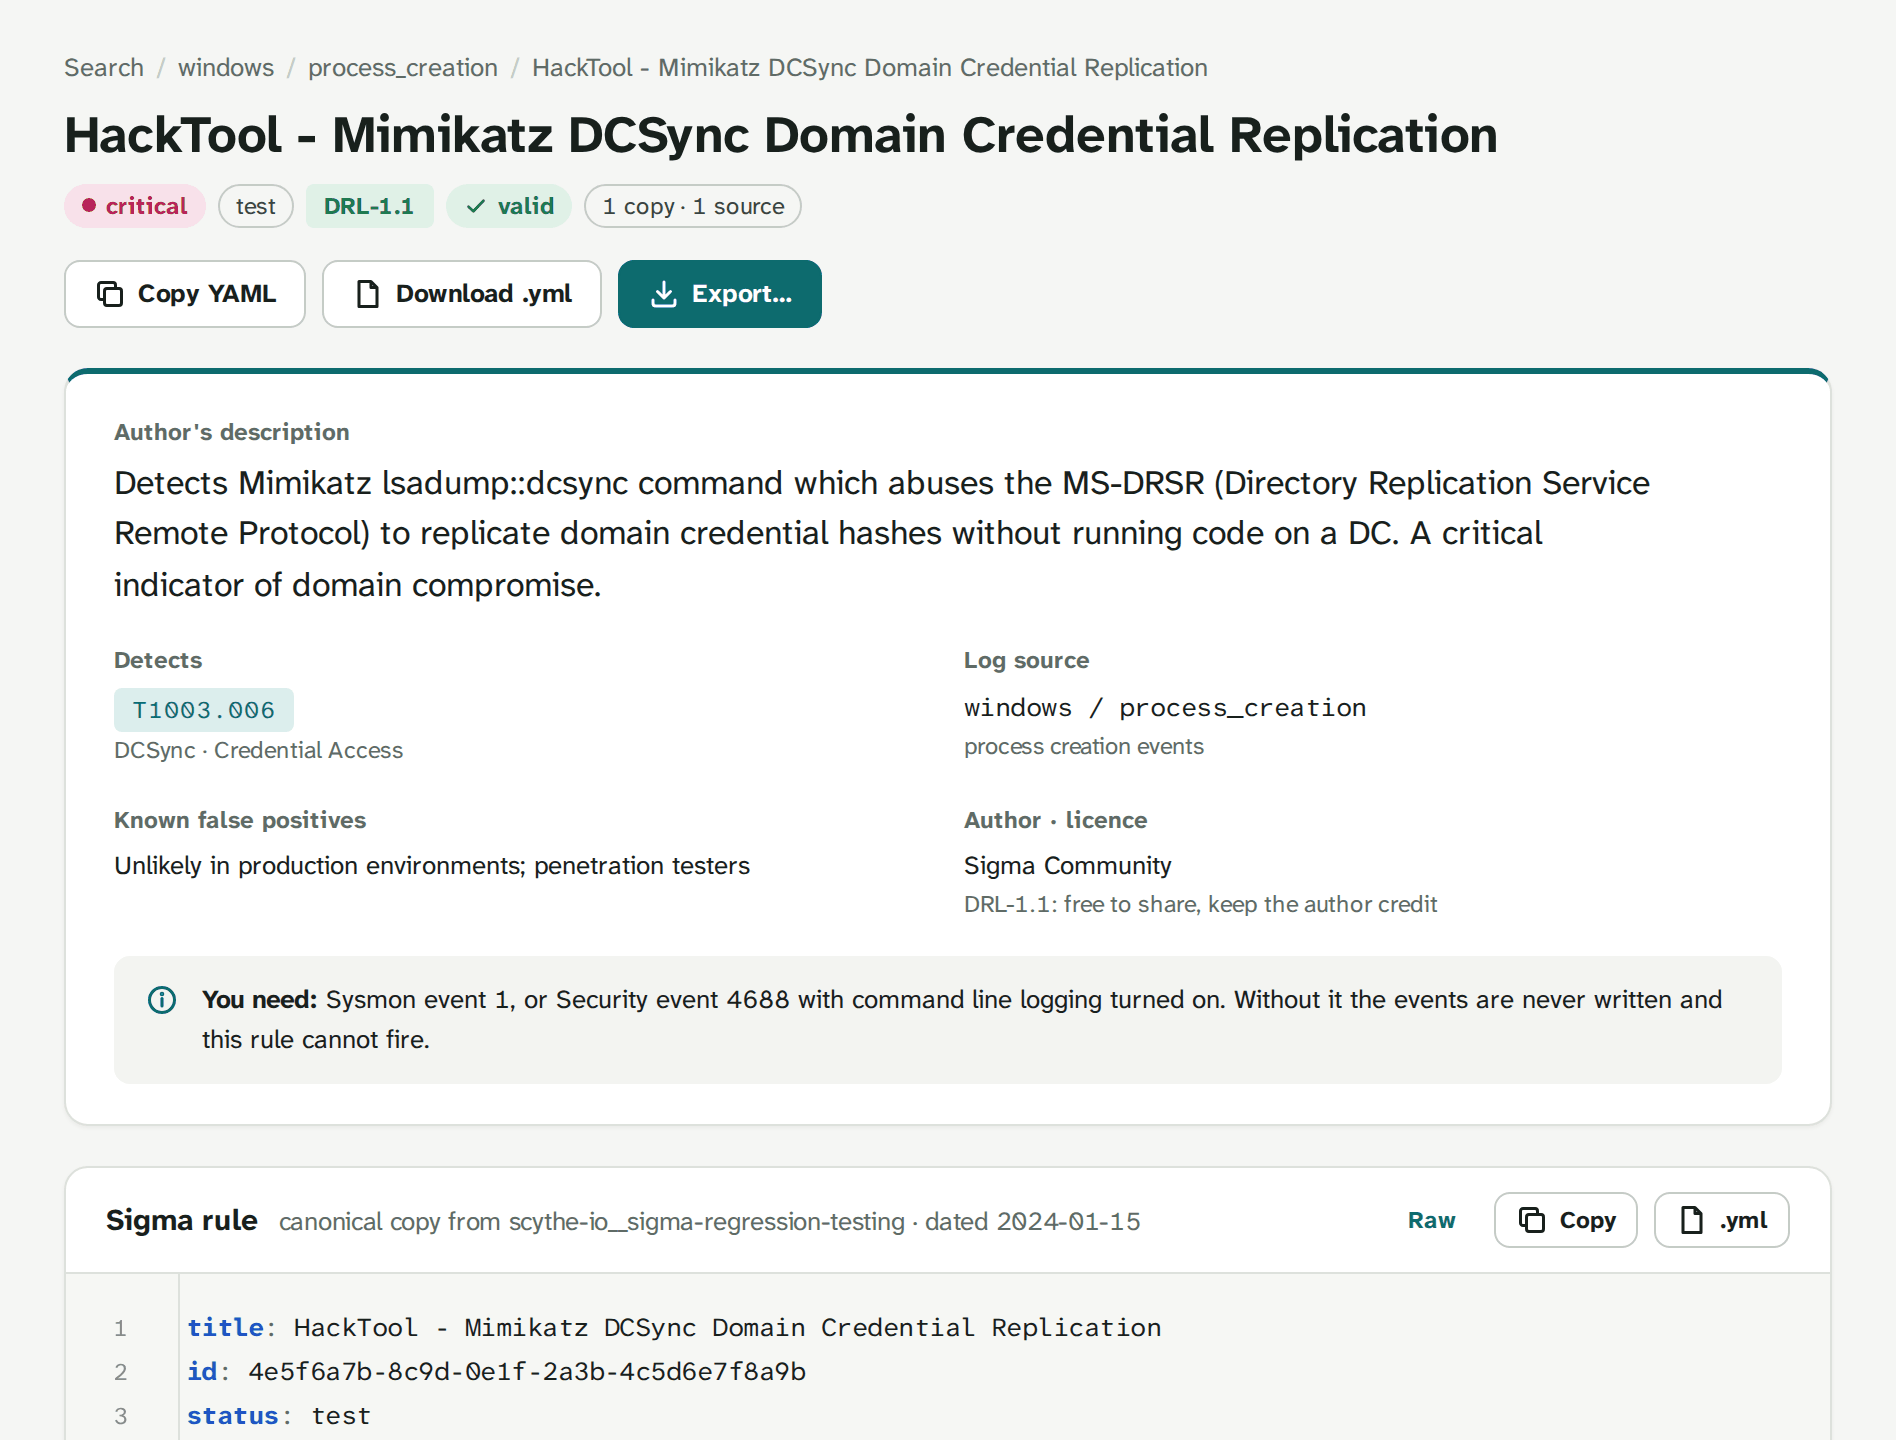 Search / windows / process_creation / HackTool - Mimikatz DCSync Domain Credential Replication
HackTool - Mimikatz DCSync Domain Credential Replication
critical test DRL-1.1 valid 1 copy · 1 source
Copy YAML Download .yml Export...
Author's description
Detects Mimikatz lsadump::dcsync command which abuses the MS-DRSR (Directory Replication Service
Remote Protocol) to replicate domain credential hashes without running code on a DC. A critical
indicator of domain compromise.
Detects
T1003.006
DCSync · Credential Access
Log source
windows / process_creation
process creation events
Known false positives
Unlikely in production environments; penetration testers
Author · licence
Sigma Community
DRL-1.1: free to share, keep the author credit
You need: Sysmon event 1, or Security event 4688 with command line logging turned on. Without it the events are never written and
this rule cannot fire.
Sigma rule canonical copy from scythe-io__sigma-regression-testing · dated 2024-01-15 Raw Copy .yml
1 title: HackTool - Mimikatz DCSync Domain Credential Replication
2 id: 4e5f6a7b-8c9d-0e1f-2a3b-4c5d6e7f8a9b
3 status: test